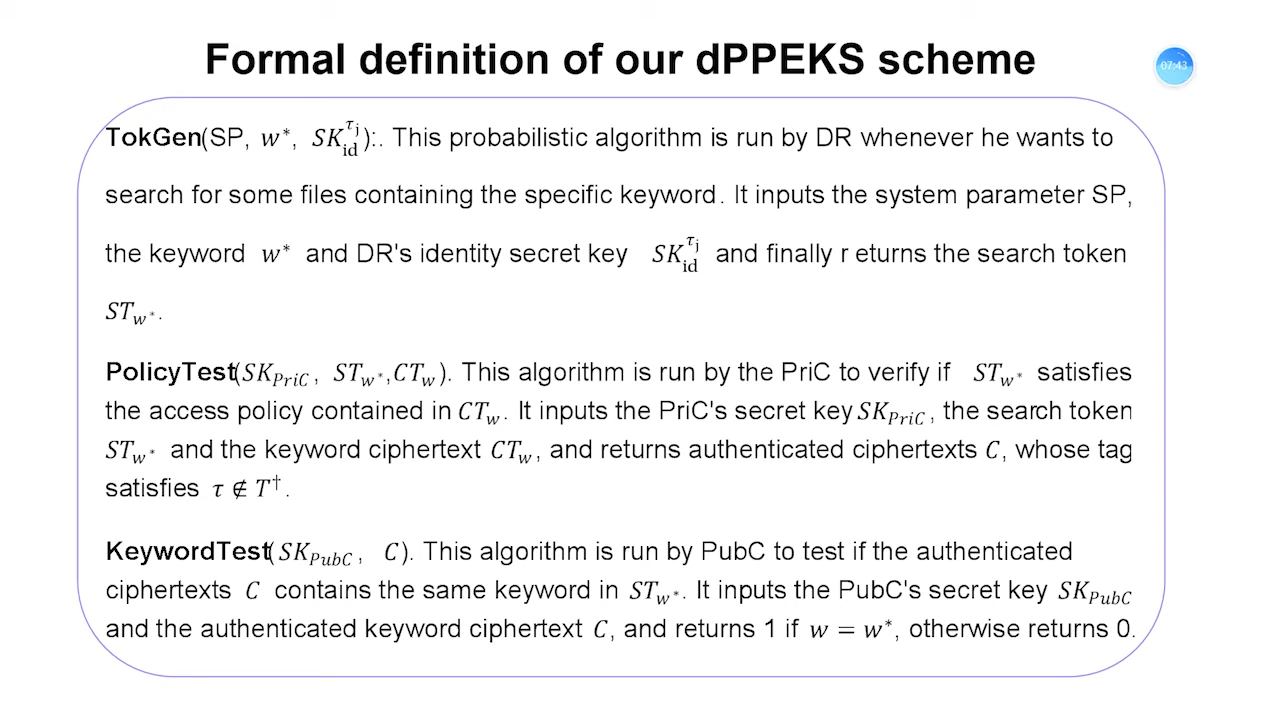 Formal definition of our dPPEKS scheme
07:43
TokGen(SP, w*, SK_id^τj):. This probabilistic algorithm is run by DR whenever he wants to
search for some files containing the specific keyword. It inputs the system parameter SP,
the keyword w* and DR's identity secret key SK_id^τj and finally r eturns the search token
ST_w*.
PolicyTest(SK_PriC, ST_w*,CT_w). This algorithm is run by the PriC to verify if ST_w* satisfies
the access policy contained in CT_w. It inputs the PriC's secret key SK_PriC, the search token
ST_w* and the keyword ciphertext CT_w, and returns authenticated ciphertexts C, whose tag
satisfies τ ∉ T†.
KeywordTest(SK_PubC, C). This algorithm is run by PubC to test if the authenticated
ciphertexts C contains the same keyword in ST_w*. It inputs the PubC's secret key SK_PubC
and the authenticated keyword ciphertext C, and returns 1 if w = w*, otherwise returns 0.